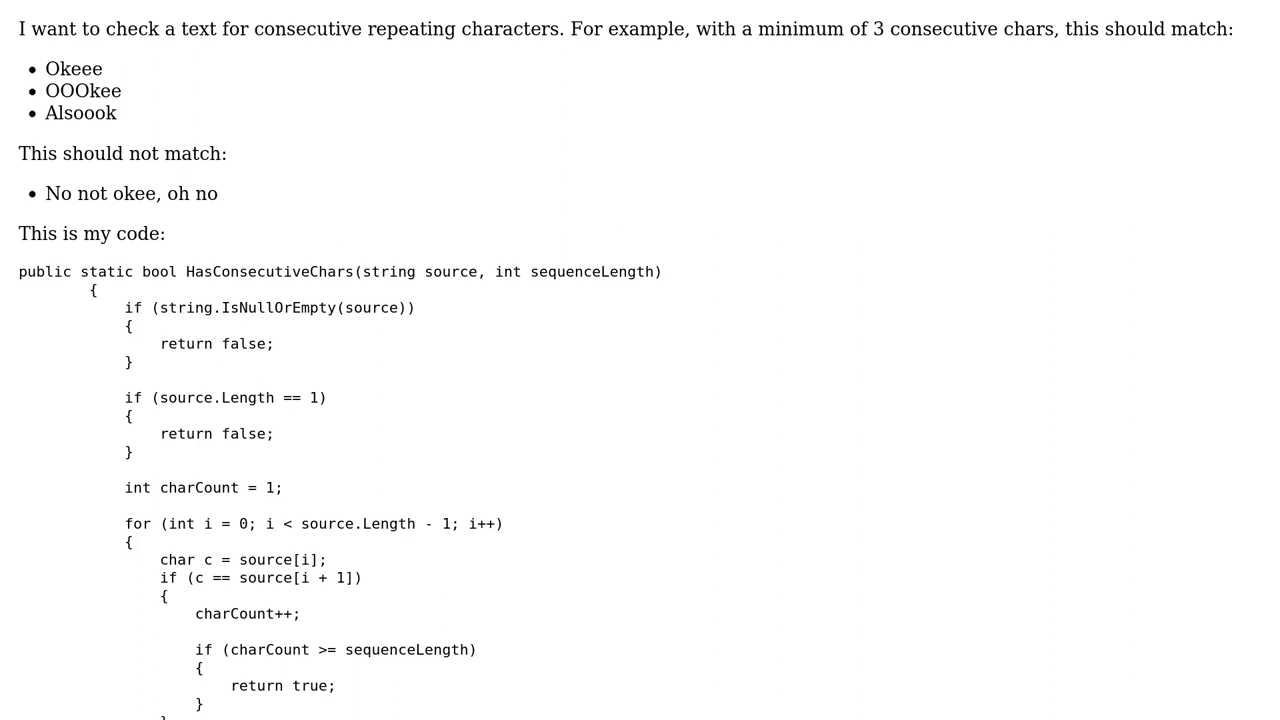 I want to check a text for consecutive repeating characters. For example, with a minimum of 3 consecutive chars, this should match:
• Okeee
• OOOkee
• Alsoook
This should not match:
• No not okee, oh no
This is my code:
public static bool HasConsecutiveChars(string source, int sequenceLength)
        {
            if (string.IsNullOrEmpty(source))
            {
                return false;
            }

            if (source.Length == 1)
            {
                return false;
            }

            int charCount = 1;

            for (int i = 0; i < source.Length - 1; i++)
            {
                char c = source[i];
                if (c == source[i + 1])
                {
                    charCount++;

                    if (charCount >= sequenceLength)
                    {
                        return true;
                    }
                }